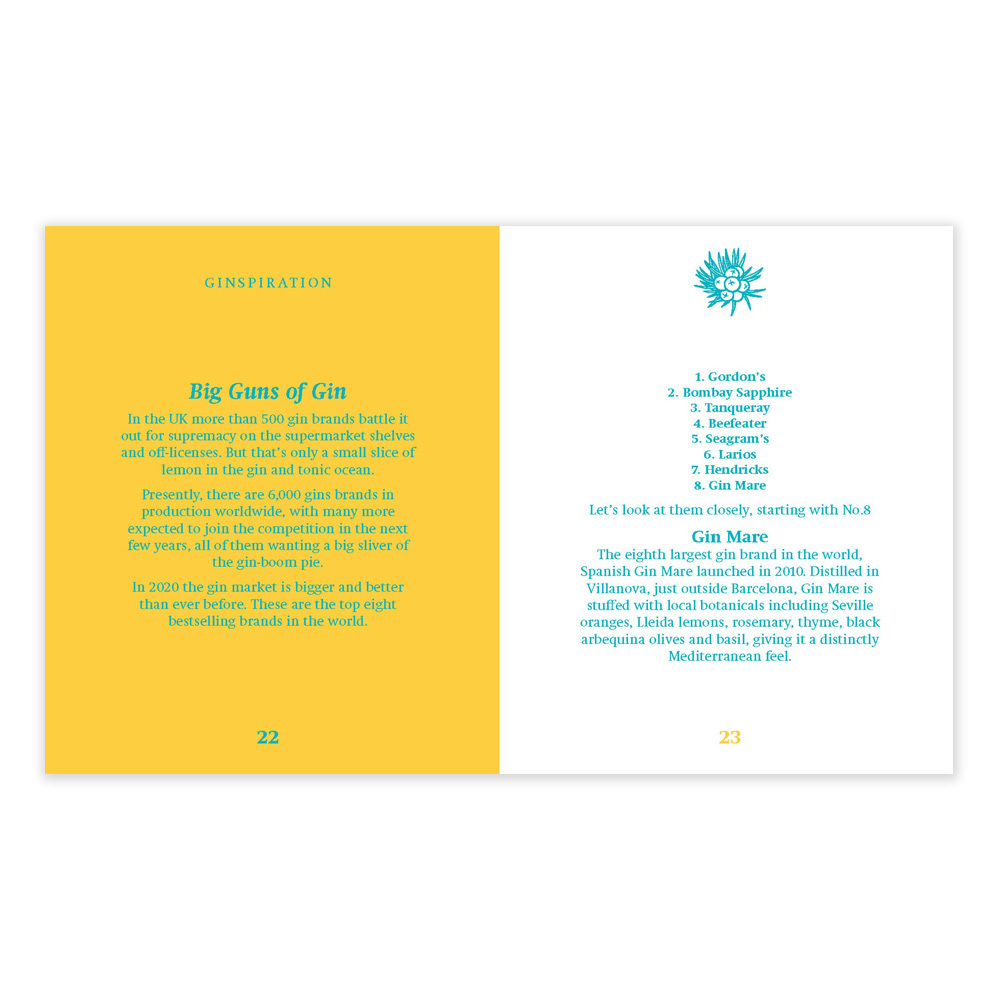 GINSPIRATION
Big Guns of Gin
In the UK more than 500 gin brands battle it
out for supremacy on the supermarket shelves
and off-licenses. But that's only a small slice of
lemon in the gin and tonic ocean.
Presently, there are 6,000 gins brands in
production worldwide, with many more
expected to join the competition in the next
few years, all of them wanting a big sliver of
the gin-boom pie.
In 2020 the gin market is bigger and better
than ever before. These are the top eight
bestselling brands in the world.
22
1. Gordon's
2. Bombay Sapphire
3. Tanqueray
4. Beefeater
5. Seagram's
6. Larios
7. Hendricks
8. Gin Mare
Let's look at them closely, starting with No.8
Gin Mare
The eighth largest gin brand in the world,
Spanish Gin Mare launched in 2010. Distilled in
Villanova, just outside Barcelona, Gin Mare is
stuffed with local botanicals including Seville
oranges, Lleida lemons, rosemary, thyme, black
arbequina olives and basil, giving it a distinctly
Mediterranean feel.
23